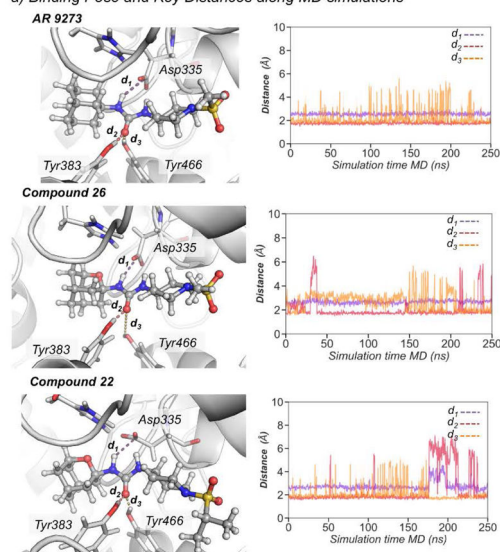 a) Binding Pose and Key Distances along MD simulations
AR 9273
d1
Asp335
d2
d3
Tyr383
Tyr466
Distance (Å)
10
8
6
4
2
0
d1
d2
d3
0 50 100 150 200 250
Simulation time MD (ns)
Compound 26
d1
Asp335
d2
d3
Tyr383
Tyr466
Distance (Å)
10
8
6
4
2
0
d1
d2
d3
0 50 100 150 200 250
Simulation time MD (ns)
Compound 22
d1
Asp335
d2
d3
Tyr383
Tyr466
Distance (Å)
10
8
6
4
2
0
d1
d2
d3
0 50 100 150 200 250
Simulation time MD (ns)